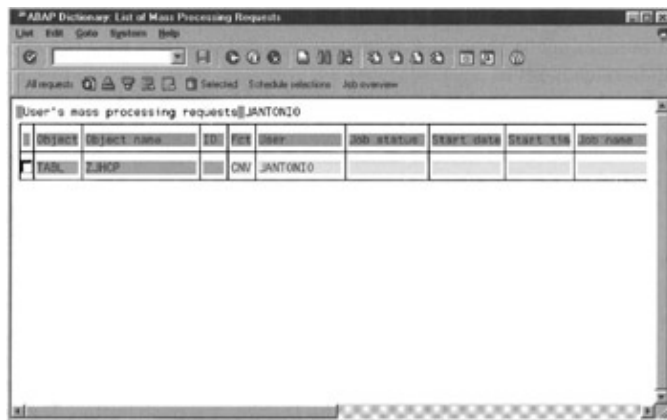 ABAP Dictionary: List of Mass Processing Requests
List Edit Goto System Help
All requests Selected Schedule selections Job overview
User's mass processing requests JANTONIO
Object Object name ID Fct User Job status Start date Start tim Job name
TABL ZJHCP CNV JANTONIO